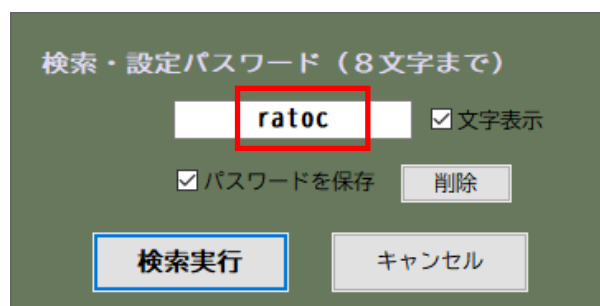 検索・設定パスワード（８文字まで）
ratoc
文字表示
パスワードを保存
削除
検索実行
キャンセル